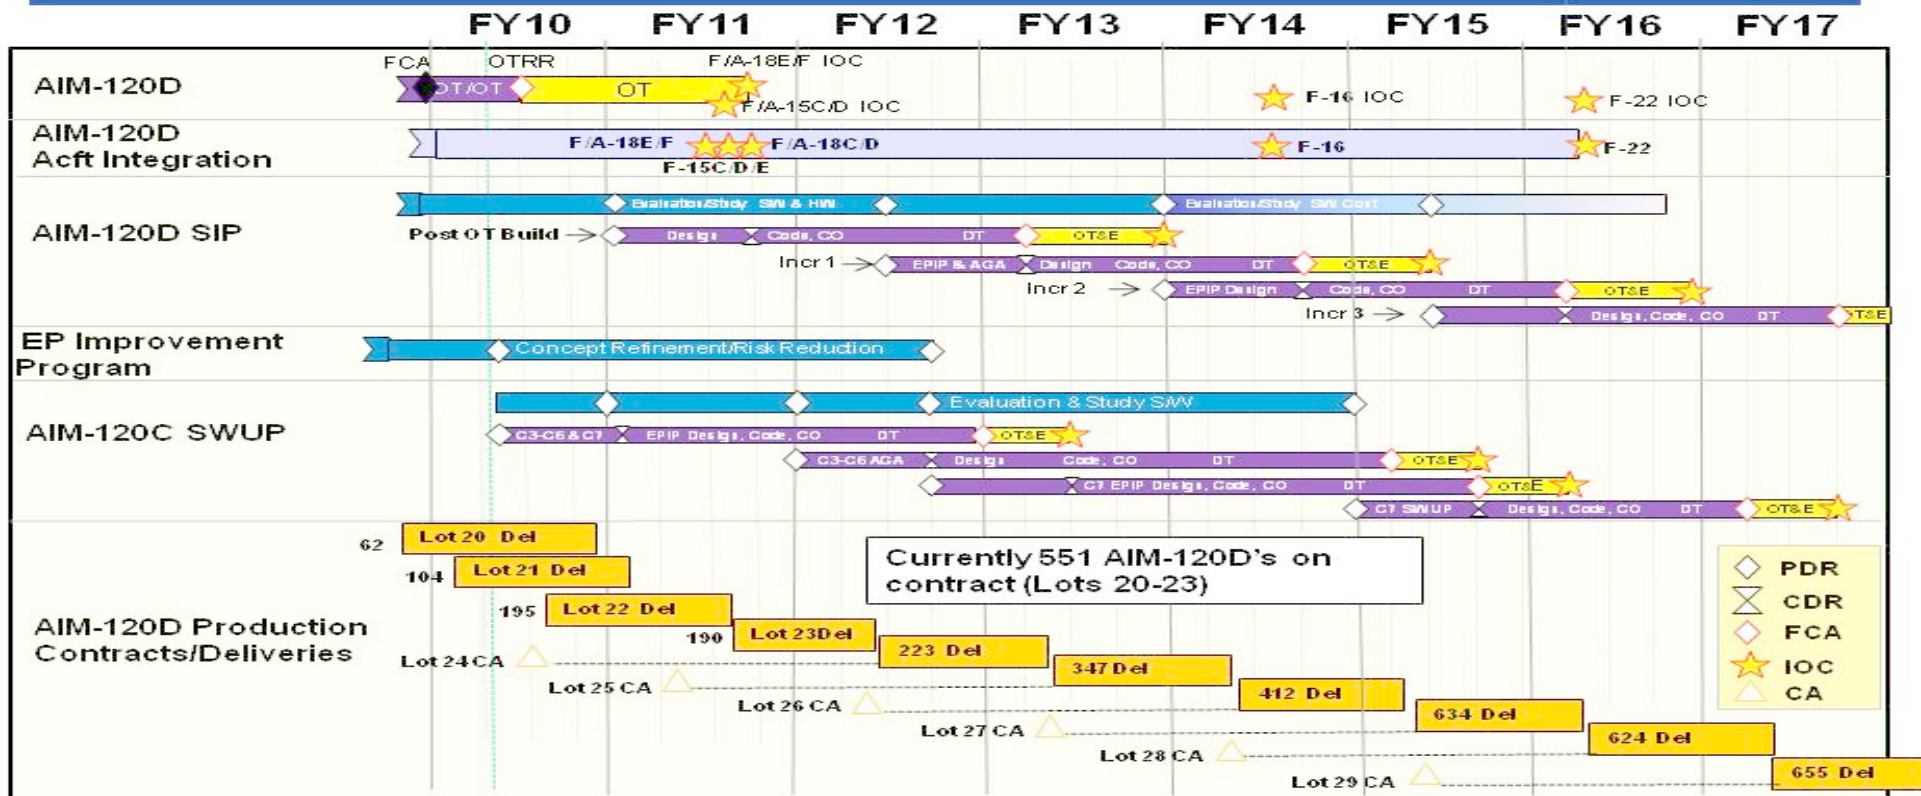 FY10 FY11 FY12 FY13 FY14 FY15 FY16 FY17
FCA OTRR F/A-18E/F IOC
AIM-120D
DT/OT OT
F/A-15C/D IOC F-16 IOC F-22 IOC
AIM-120D
Acft Integration
F/A-18E/F F/A-18C/D F-16 F-22
F-15C/D/E
AIM-120D SIP
Evaluation/Study SW & HW Evaluation/Study SW Cost
Post OT Build Design Code, CO DT OT&E
Incr 1 EPIP & AGA Design Code, CO DT OT&E
Incr 2 EPIP Design Code, CO DT OT&E
Incr 3 Design, Code, CO DT OT&E
EP Improvement
Program
Concept Refinement/Risk Reduction
AIM-120C SWUP
Evaluation & Study S/W
C3-C6 & C7 EPIP Design, Code, CO DT OT&E
C3-C6 AGA Design Code, CO DT OT&E
C7 EPIP Design, Code, CO DT OT&E
C7 SWUP Design, Code, CO DT OT&E
AIM-120D Production
Contracts/Deliveries
62 Lot 20 Del
104 Lot 21 Del
195 Lot 22 Del
190 Lot 23Del
Currently 551 AIM-120D's on
contract (Lots 20-23)
Lot 24 CA 223 Del
Lot 25 CA 347 Del
Lot 26 CA 412 Del
Lot 27 CA 634 Del
Lot 28 CA 624 Del
Lot 29 CA 655 Del
PDR
CDR
FCA
IOC
CA